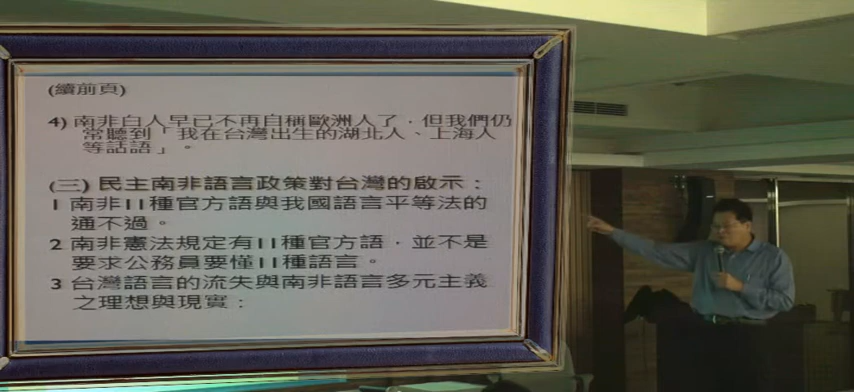 (續前頁)
4) 南非白人早已不再自稱歐洲人了,但我們仍
常聽到「我在台灣出生的湖北人、上海人
等話語」。
(三) 民主南非語言政策對台灣的啟示:
1 南非11種官方語與我國語言平等法的
通不過。
2 南非憲法規定有11種官方語,並不是
要求公務員要懂11種語言。
3 台灣語言的流失與南非語言多元主義
之理想與現實: